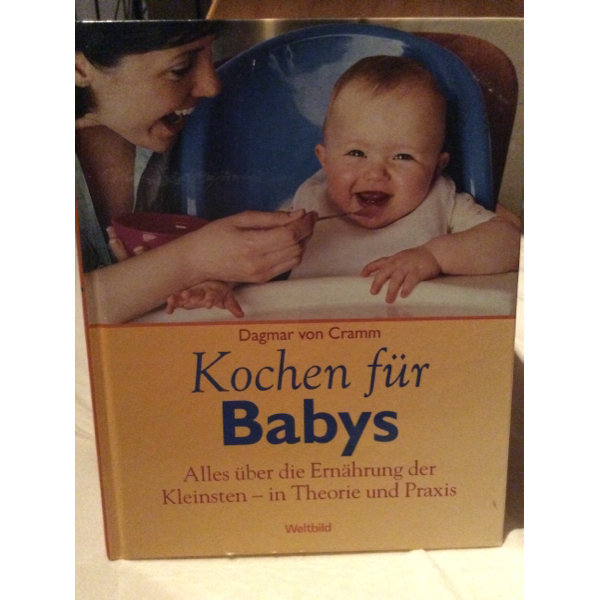 Dagmar von Cramm
Kochen für
Babys
Alles über die Ernährung der
Kleinsten – in Theorie und Praxis
Weltbild